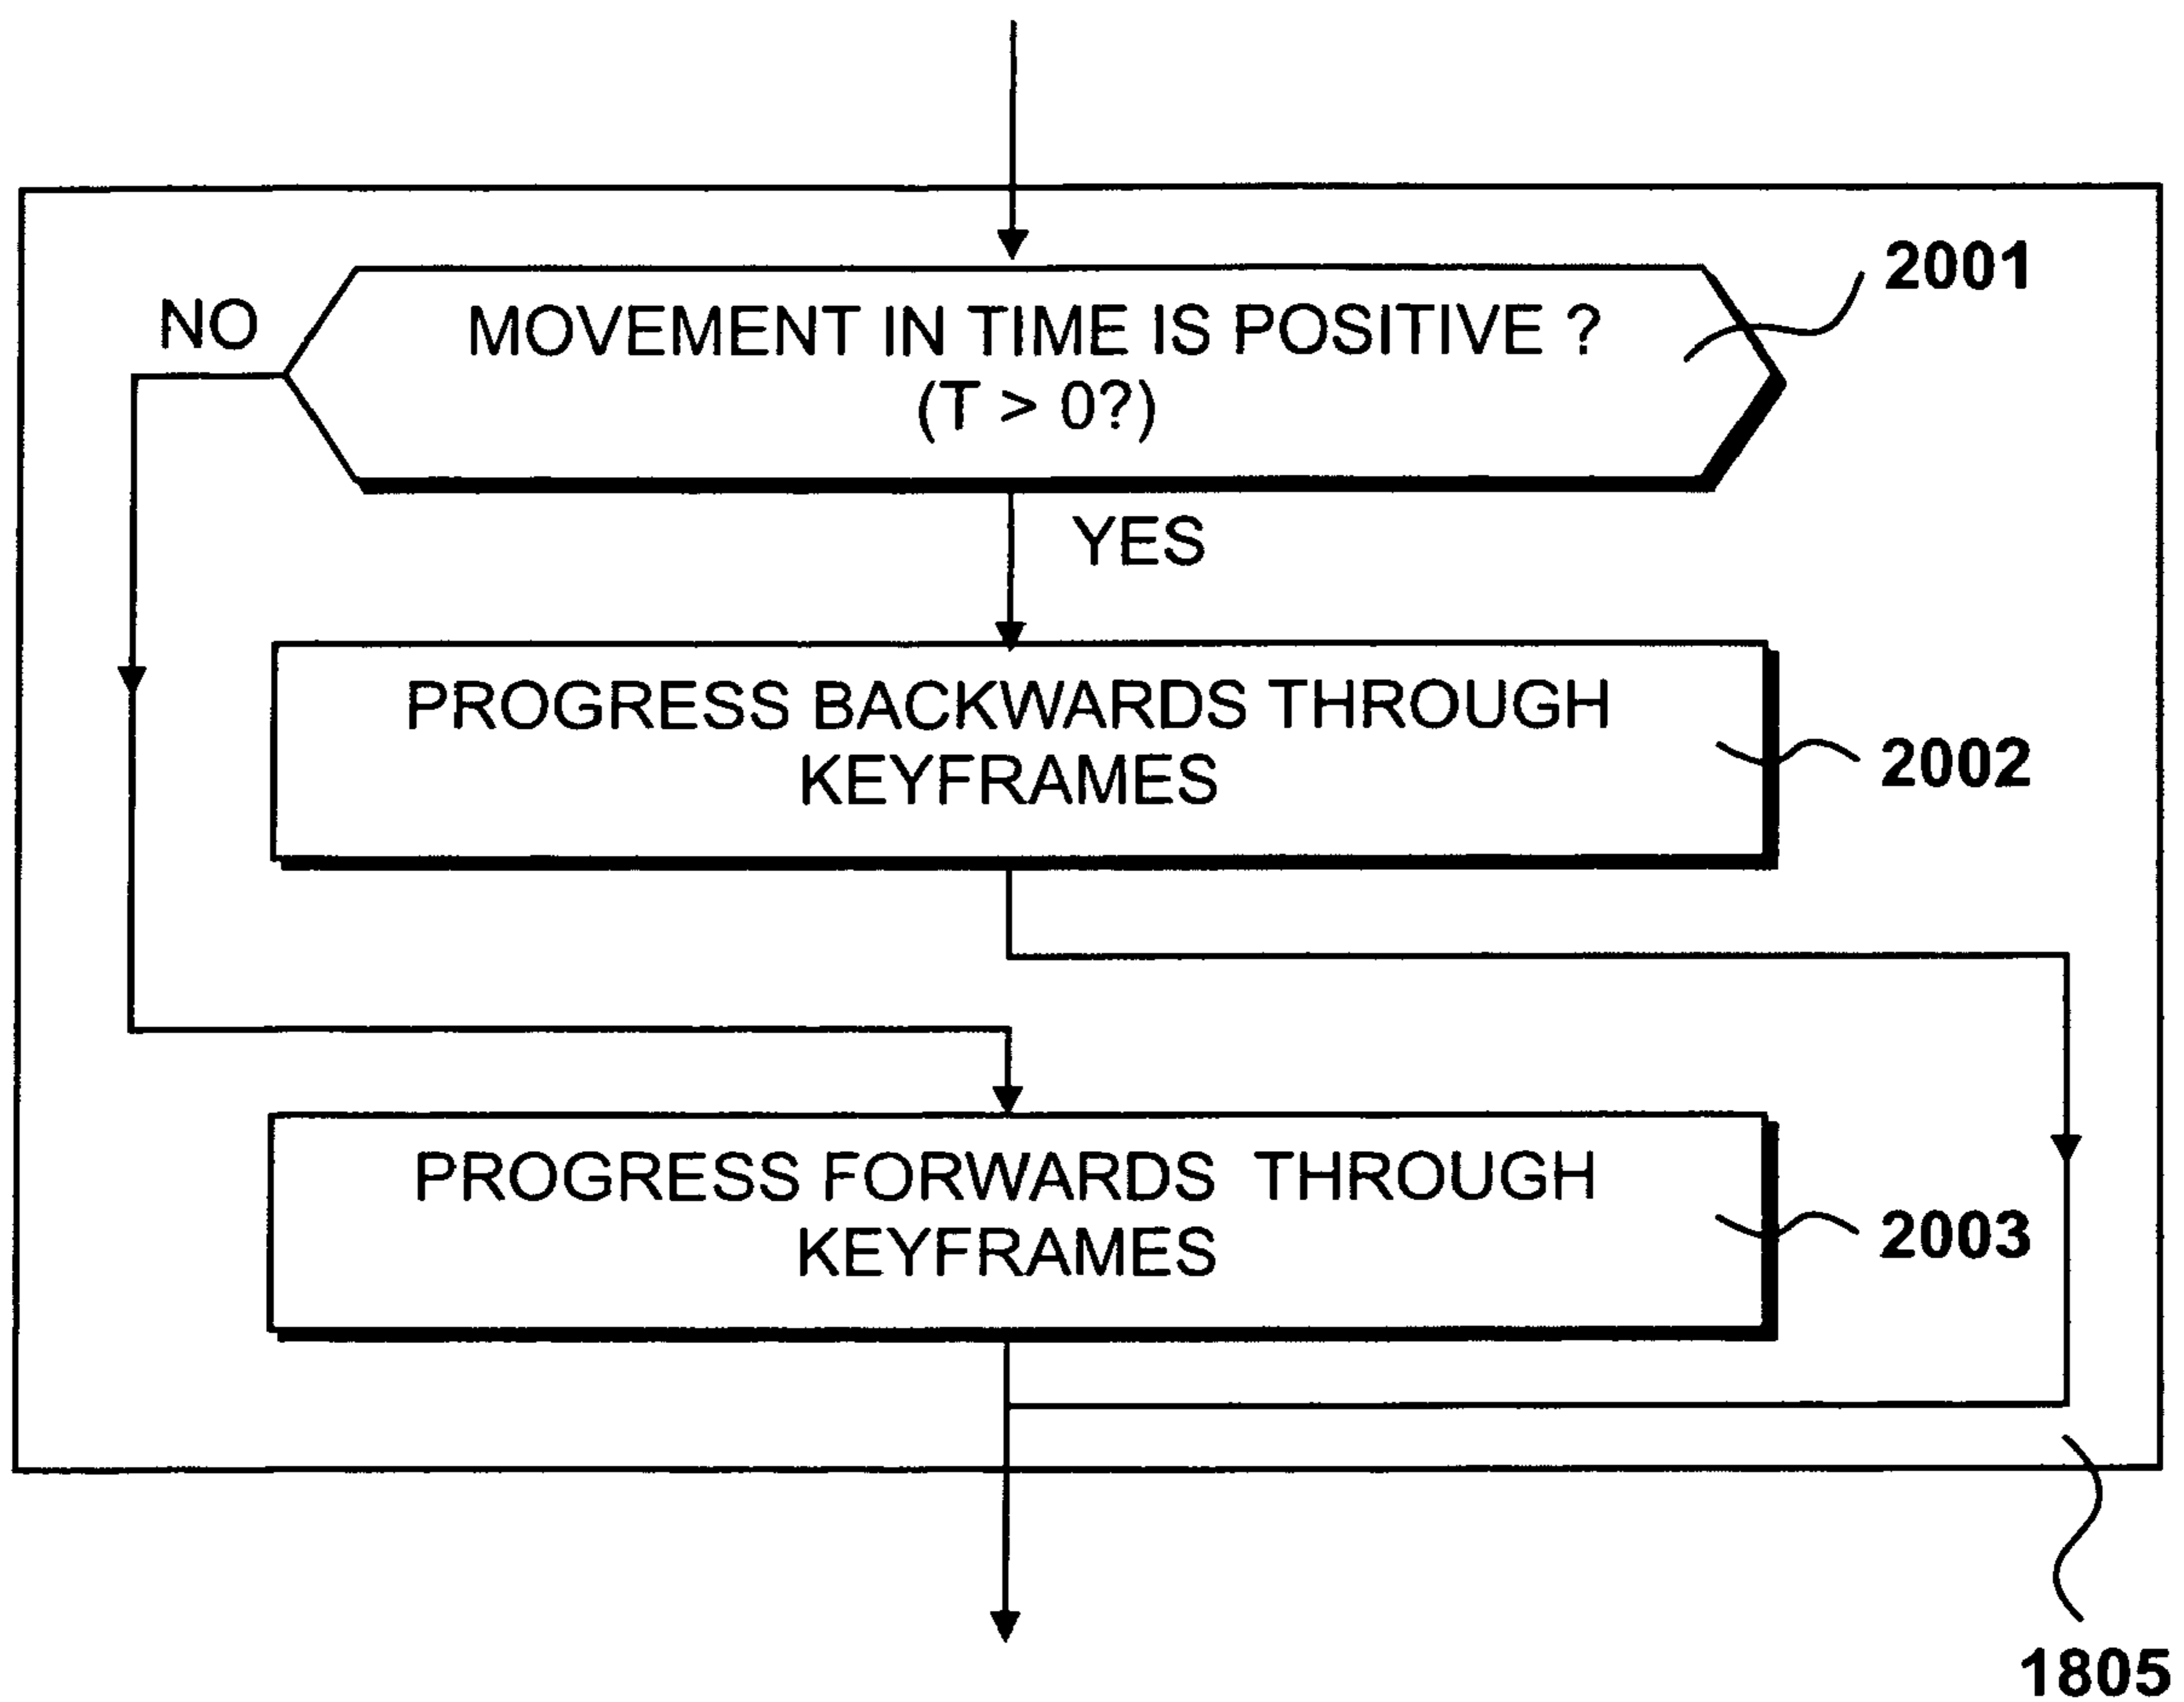 2001
NO
MOVEMENT IN TIME IS POSITIVE ?
(T > 0?)
YES
PROGRESS BACKWARDS THROUGH
KEYFRAMES
2002
PROGRESS FORWARDS THROUGH
KEYFRAMES
2003
1805